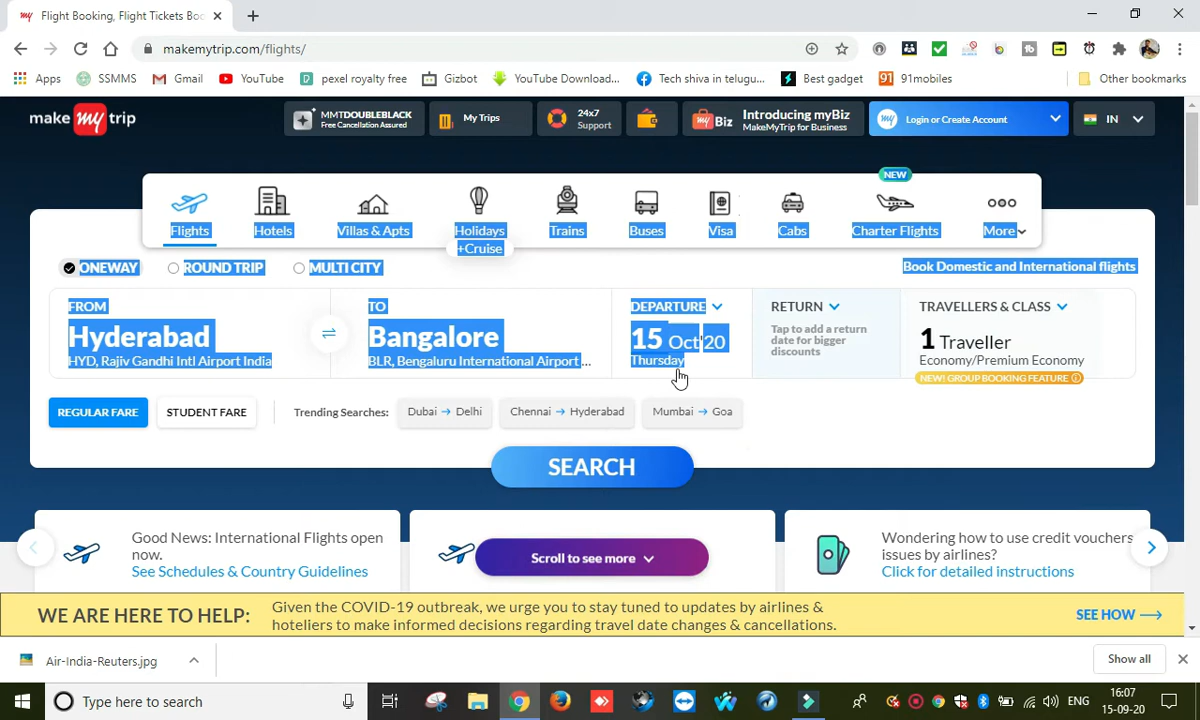 my Flight Booking, Flight Tickets Boo
makemytrip.com/flights/
Apps SSMMS Gmail YouTube pexel royalty free Gizbot YouTube Download... Tech shiva in telugu... Best gadget 91mobiles Other bookmarks
make my trip
MMTDOUBLEBLACK
Free Cancellation Assured
My Trips
24x7
Support
my Biz
Introducing myBiz
MakeMyTrip for Business
my Login or Create Account
IN
NEW
Flights Hotels Villas & Apts Holidays Trains Buses Visa Cabs Charter Flights More
+Cruise
ONEWAY ROUND TRIP MULTI CITY Book Domestic and International flights
FROM
Hyderabad
HYD, Rajiv Gandhi Intl Airport India
TO
Bangalore
BLR, Bengaluru International Airport ...
DEPARTURE
15 Oct'20
Thursday
RETURN
Tap to add a return
date for bigger
discounts
TRAVELLERS & CLASS
1 Traveller
Economy/Premium Economy
NEW! GROUP BOOKING FEATURE
REGULAR FARE STUDENT FARE Trending Searches: Dubai → Delhi Chennai → Hyderabad Mumbai → Goa
SEARCH
Good News: International Flights open
now.
See Schedules & Country Guidelines
Scroll to see more
Wondering how to use credit vouchers
issues by airlines?
Click for detailed instructions
WE ARE HERE TO HELP:
Given the COVID-19 outbreak, we urge you to stay tuned to updates by airlines &
hoteliers to make informed decisions regarding travel date changes & cancellations.
SEE HOW
Air-India-Reuters.jpg
Show all
Type here to search
ENG
16:07
15-09-20